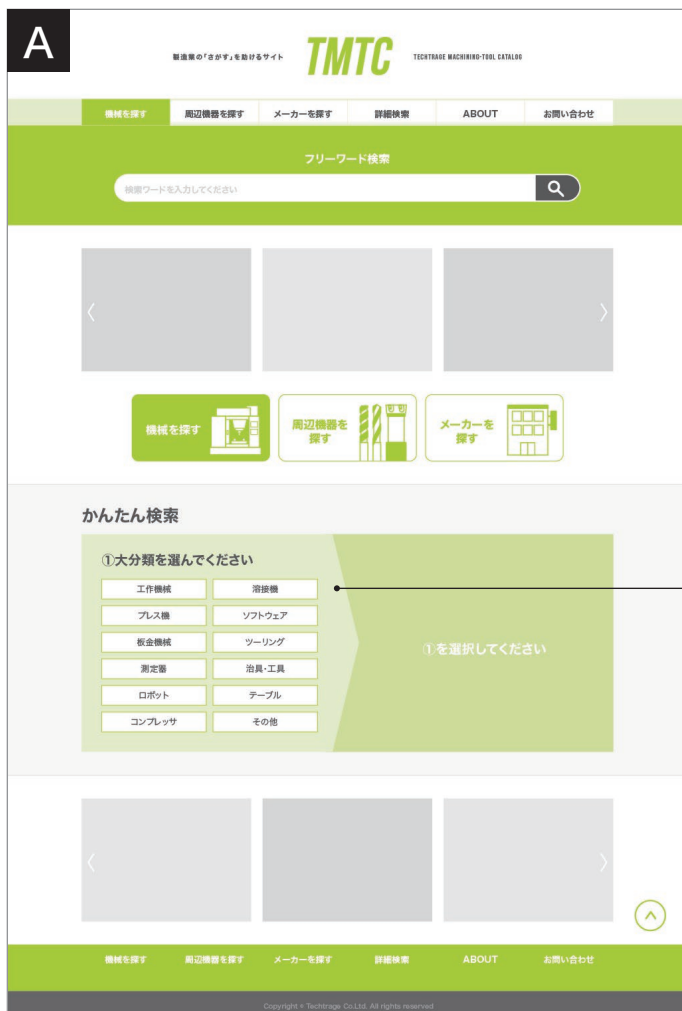 A
製造業の「さがす」を助けるサイト
TMTC
TECHTRAGE MACHINING-TOOL CATALOG
機械を探す 周辺機器を探す メーカーを探す 詳細検索 ABOUT お問い合わせ
フリーワード検索
検索ワードを入力してください
機械を探す
周辺機器を
探す
メーカーを
探す
かんたん検索
①大分類を選んでください
工作機械 溶接機
プレス機 ソフトウェア
板金機械 ツーリング
測定器 治具・工具
ロボット テーブル
コンプレッサ その他
①を選択してください
機械を探す 周辺機器を探す メーカーを探す 詳細検索 ABOUT お問い合わせ
Copyright © Techtrage Co.Ltd. All rights reserved